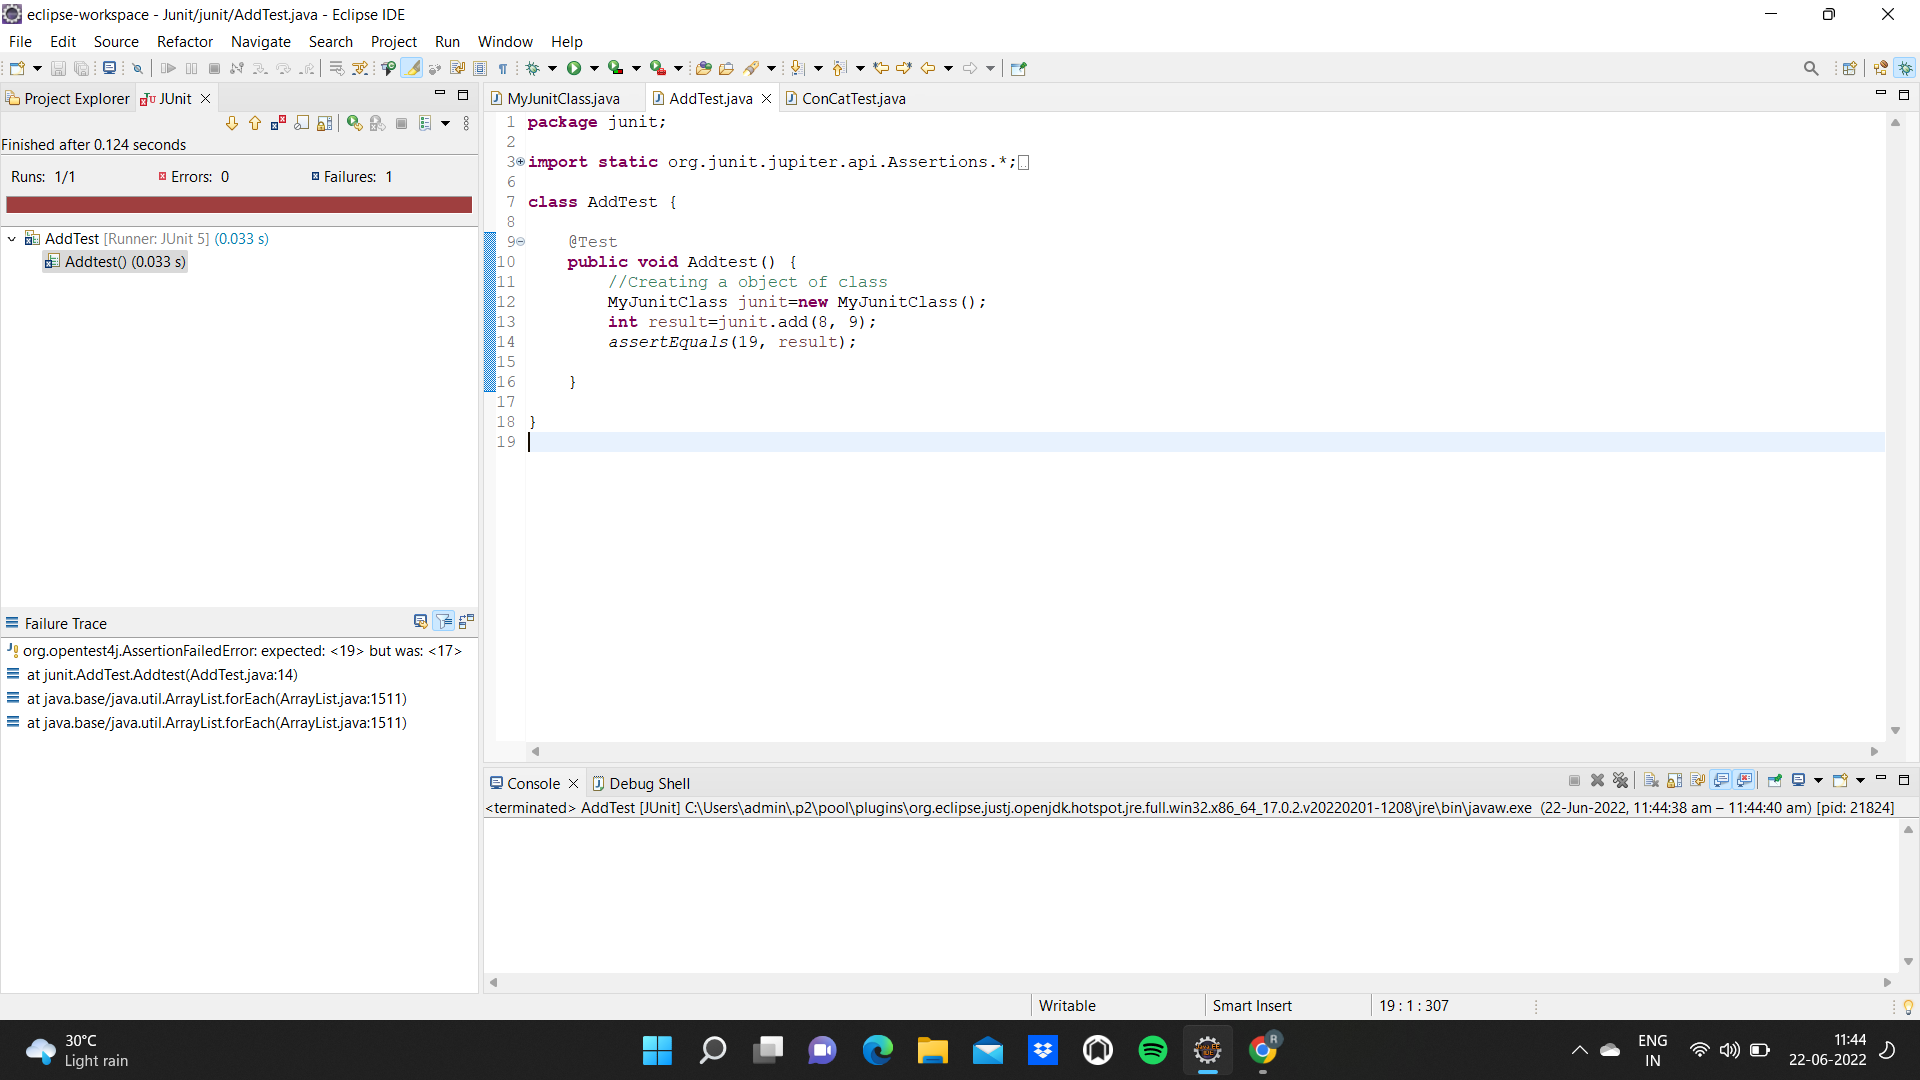 eclipse-workspace - Junit/junit/AddTest.java - Eclipse IDE
File Edit Source Refactor Navigate Search Project Run Window Help
Project Explorer JUnit
Finished after 0.124 seconds
Runs: 1/1 Errors: 0 Failures: 1
AddTest [Runner: JUnit 5] (0.033 s)
Addtest() (0.033 s)
Failure Trace
org.opentest4j.AssertionFailedError: expected: <19> but was: <17>
at junit.AddTest.Addtest(AddTest.java:14)
at java.base/java.util.ArrayList.forEach(ArrayList.java:1511)
at java.base/java.util.ArrayList.forEach(ArrayList.java:1511)
MyJunitClass.java AddTest.java ConCatTest.java
1 package junit;
2
3 import static org.junit.jupiter.api.Assertions.*;
6
7 class AddTest {
8
9 @Test
10 public void Addtest() {
11 //Creating a object of class
12 MyJunitClass junit=new MyJunitClass();
13 int result=junit.add(8, 9);
14 assertEquals(19, result);
15
16 }
17
18 }
19
Console Debug Shell
<terminated> AddTest [JUnit] C:\Users\admin\.p2\pool\plugins\org.eclipse.justj.openjdk.hotspot.jre.full.win32.x86_64_17.0.2.v20220201-1208\jre\bin\javaw.exe (22-Jun-2022, 11:44:38 am – 11:44:40 am) [pid: 21824]
Writable Smart Insert 19 : 1 : 307
30°C
Light rain
R
ENG
IN
11:44
22-06-2022